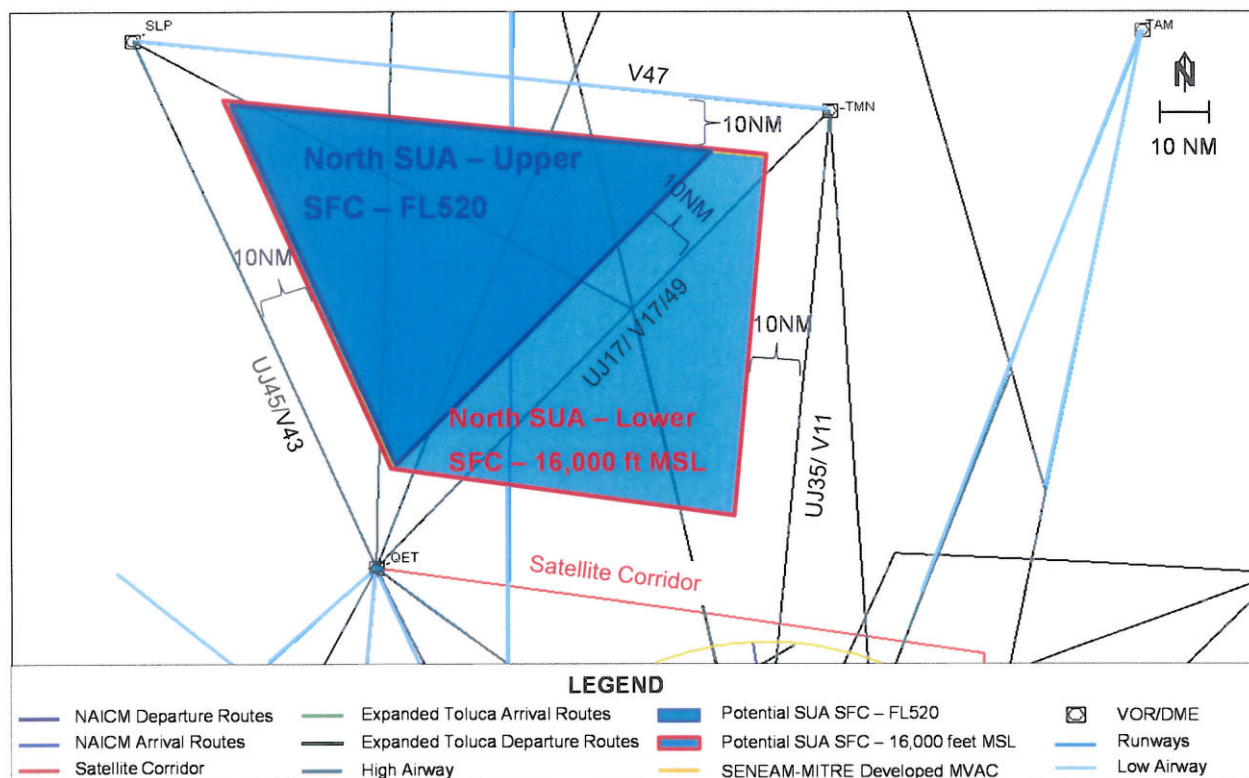 SLP
TAM
V47
N
TMN
10NM
10 NM
North SUA – Upper
SFC – FL520
10NM
10NM
10NM
UJ17/ V17/49
UJ45/V43
North SUA – Lower
SFC – 16,000 ft MSL
UJ35/ V11
QET
Satellite Corridor
LEGEND
NAICM Departure Routes
Expanded Toluca Arrival Routes
Potential SUA SFC – FL520
VOR/DME
NAICM Arrival Routes
Expanded Toluca Departure Routes
Potential SUA SFC – 16,000 feet MSL
Runways
Satellite Corridor
High Airway
SENEAM-MITRE Developed MVAC
Low Airway